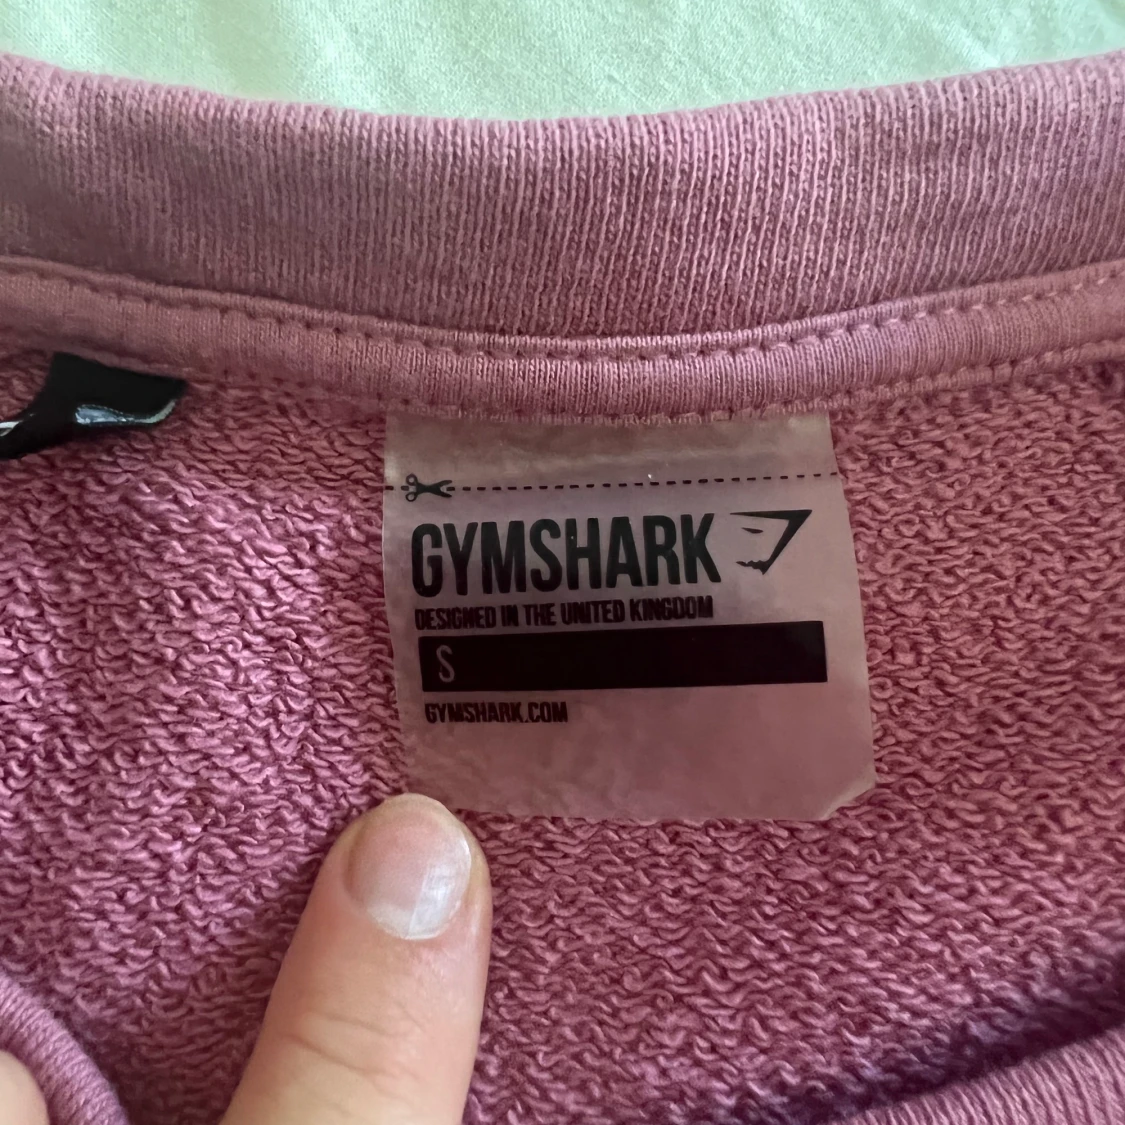 GYMSHARK
DESIGNED IN THE UNITED KINGDOM
S
GYMSHARK.COM